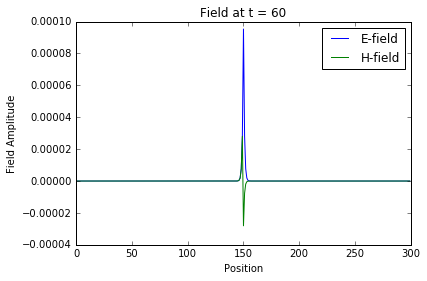 Field at t = 60
0.00010
0.00008
0.00006
0.00004
0.00002
0.00000
−0.00002
−0.00004
Field Amplitude
E-field
H-field
0 50 100 150 200 250 300
Position